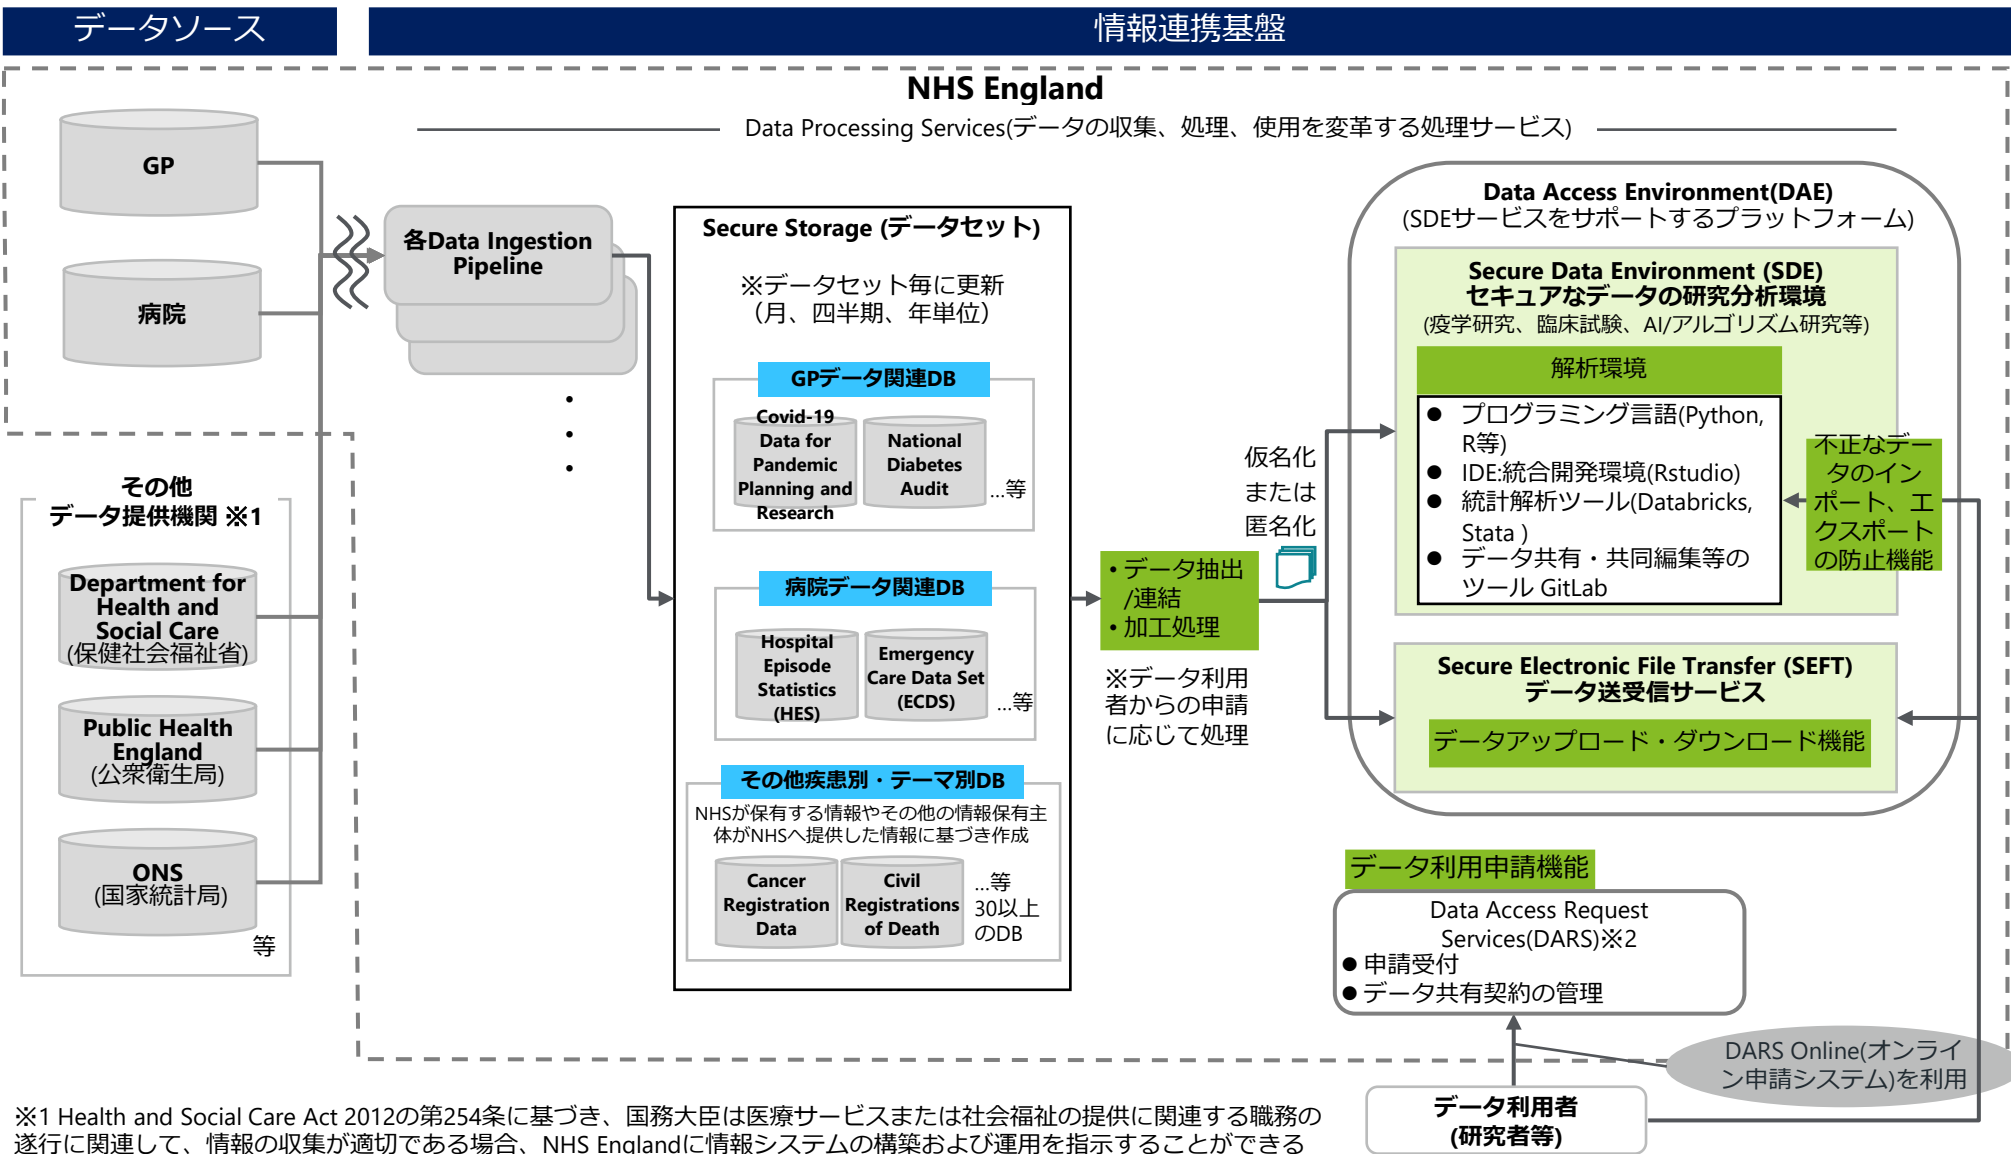 データソース
情報連携基盤
NHS England
Data Processing Services(データの収集、処理、使用を変革する処理サービス)
GP
病院
その他
データ提供機関 ※1
Department for
Health and
Social Care
(保健社会福祉省)
Public Health
England
(公衆衛生局)
ONS
(国家統計局)
等
各Data Ingestion
Pipeline
・
・
・
Secure Storage (データセット)
※データセット毎に更新
（月、四半期、年単位）
GPデータ関連DB
Covid-19
Data for
Pandemic
Planning and
Research
National
Diabetes
Audit
…等
病院データ関連DB
Hospital
Episode
Statistics
(HES)
Emergency
Care Data Set
(ECDS)
…等
その他疾患別・テーマ別DB
NHSが保有する情報やその他の情報保有主
体がNHSへ提供した情報に基づき作成
Cancer
Registration
Data
Civil
Registrations
of Death
…等
30以上
のDB
• データ抽出
/連結
• 加工処理
※データ利用
者からの申請
に応じて処理
仮名化
または
匿名化
Data Access Environment(DAE)
(SDEサービスをサポートするプラットフォーム)
Secure Data Environment (SDE)
セキュアなデータの研究分析環境
(疫学研究、臨床試験、AI/アルゴリズム研究等)
解析環境
● プログラミング言語(Python,
R等)
● IDE:統合開発環境(Rstudio)
● 統計解析ツール(Databricks,
Stata )
● データ共有・共同編集等の
ツール GitLab
不正なデー
タのイン
ポート、エ
クスポート
の防止機能
Secure Electronic File Transfer (SEFT)
データ送受信サービス
データアップロード・ダウンロード機能
データ利用申請機能
Data Access Request
Services(DARS)※2
● 申請受付
● データ共有契約の管理
DARS Online(オンライ
ン申請システム)を利用
データ利用者
(研究者等)
※1 Health and Social Care Act 2012の第254条に基づき、国務大臣は医療サービスまたは社会福祉の提供に関連する職務の
遂行に関連して、情報の収集が適切である場合、NHS Englandに情報システムの構築および運用を指示することができる